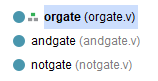 orgate (orgate.v)
andgate (andgate.v)
notgate (notgate.v)